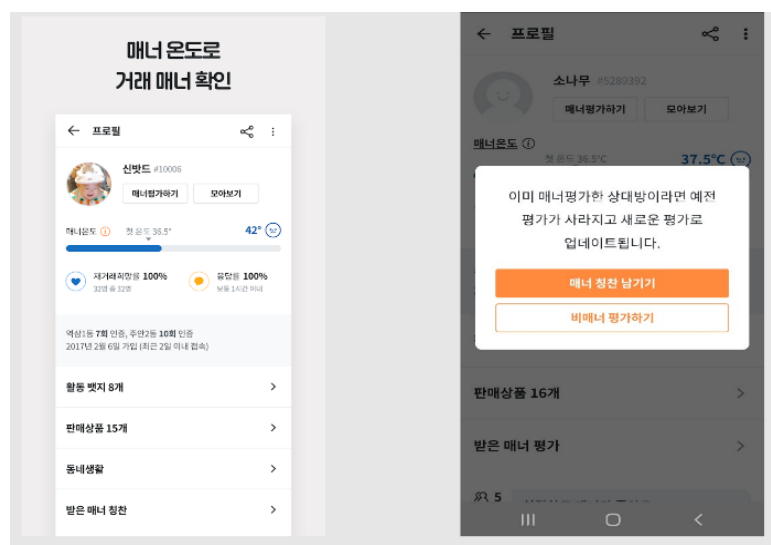 매너 온도로
거래 매너 확인
프로필
신밧드 #10006
매너평가하기 모아보기
매너온도 첫 온도 36.5° 42°
재거래희망률 100% 응답률 100%
32명 중 32명 보통 1시간 이내
역삼1동 7회 인증, 주안2동 10회 인증
2017년 2월 6일 가입 (최근 2일 이내 접속)
활동 뱃지 8개
판매상품 15개
동네생활
받은 매너 칭찬
프로필
소나무 #5289392
매너평가하기 모아보기
매너온도
첫 온도 36.5°C 37.5°C
이미 매너평가한 상대방이라면 예전
평가가 사라지고 새로운 평가로
업데이트됩니다.
매너 칭찬 남기기
비매너 평가하기
판매상품 16개
받은 매너 평가
5